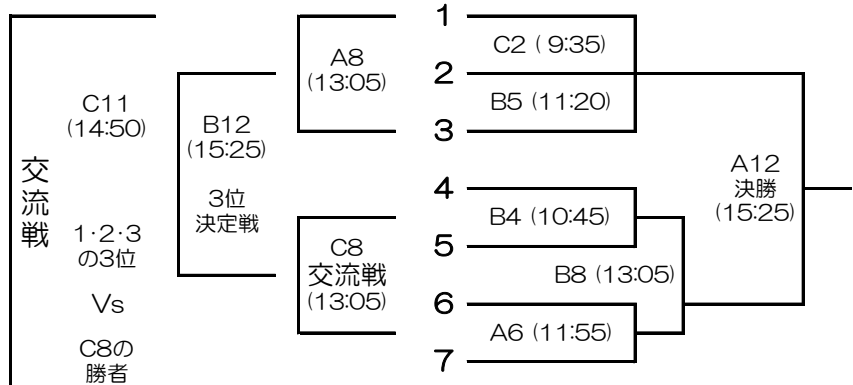 交流戦
C11
(14:50)
1・2・3
の3位
Vs
C8の
勝者
B12
(15:25)
3位
決定戦
A8
(13:05)
C8
交流戦
(13:05)
1
2
3
4
5
6
7
C2 ( 9:35)
B5 (11:20)
B4 (10:45)
B8 (13:05)
A6 (11:55)
A12
決勝
(15:25)